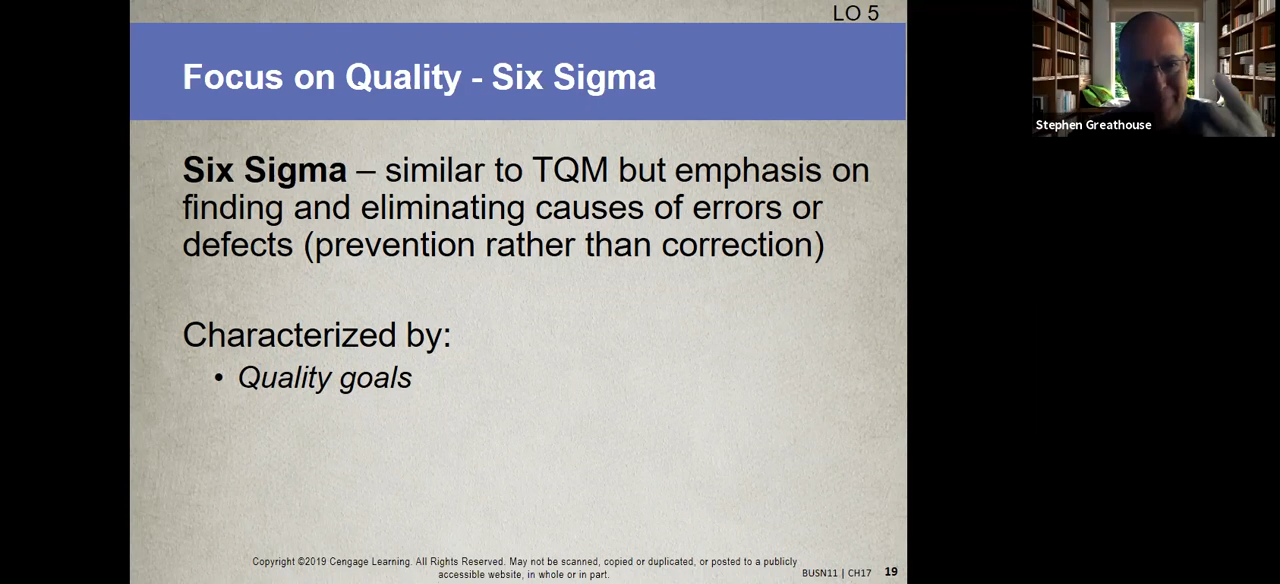 LO 5
Focus on Quality - Six Sigma
Stephen Greathouse
Six Sigma – similar to TQM but emphasis on
finding and eliminating causes of errors or
defects (prevention rather than correction)
Characterized by:
• Quality goals
Copyright ©2019 Cengage Learning. All Rights Reserved. May not be scanned, copied or duplicated, or posted to a publicly
accessible website, in whole or in part.
BUSN11 | CH17 19